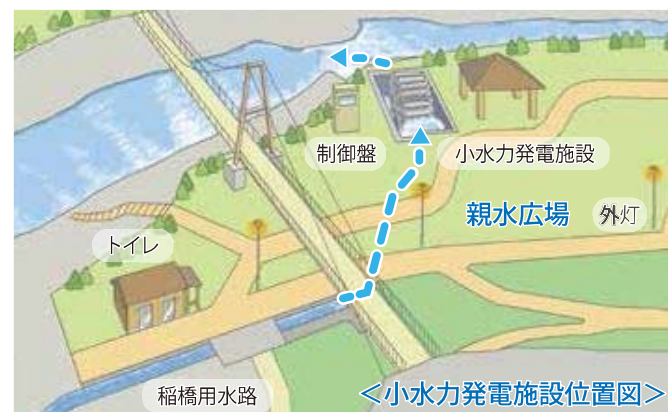 制御盤
小水力発電施設
親水広場
外灯
トイレ
稲橋用水路
＜小水力発電施設位置図＞